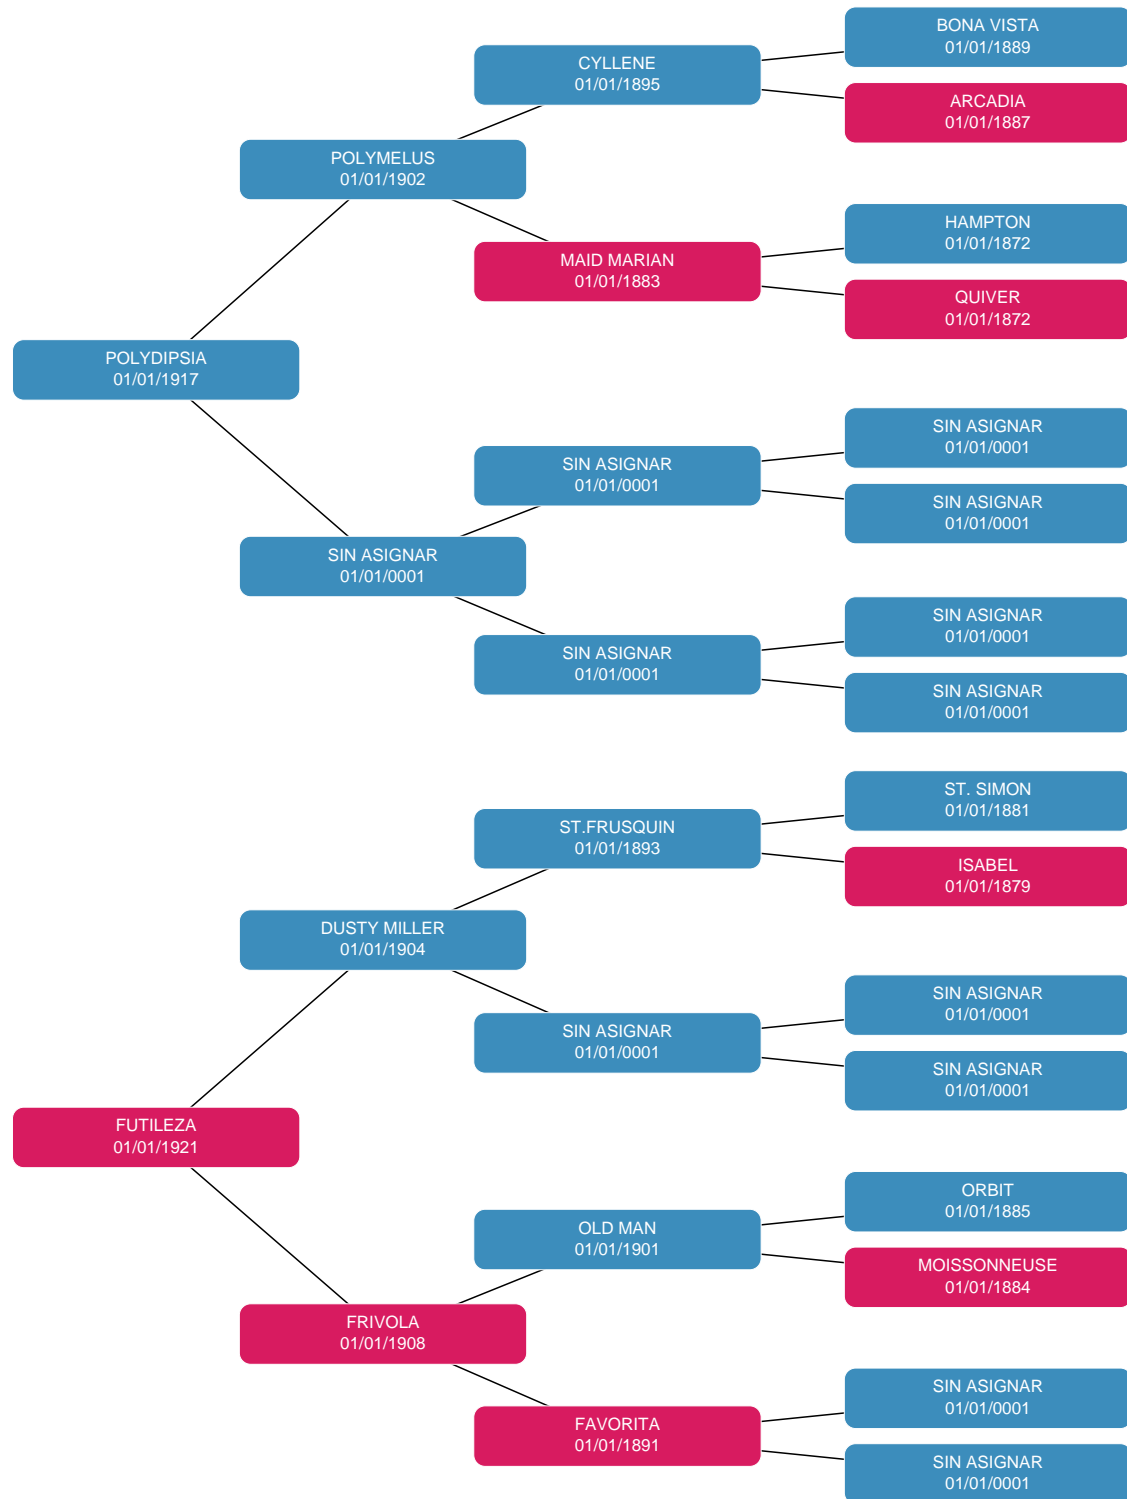 BONA VISTA
01/01/1889
CYLLENE
01/01/1895
ARCADIA
01/01/1887
POLYMELUS
01/01/1902
HAMPTON
01/01/1872
MAID MARIAN
01/01/1883
QUIVER
01/01/1872
POLYDIPSIA
01/01/1917
SIN ASIGNAR
01/01/0001
SIN ASIGNAR
01/01/0001
SIN ASIGNAR
01/01/0001
SIN ASIGNAR
01/01/0001
SIN ASIGNAR
01/01/0001
SIN ASIGNAR
01/01/0001
SIN ASIGNAR
01/01/0001
ST. SIMON
01/01/1881
ST.FRUSQUIN
01/01/1893
ISABEL
01/01/1879
DUSTY MILLER
01/01/1904
SIN ASIGNAR
01/01/0001
SIN ASIGNAR
01/01/0001
SIN ASIGNAR
01/01/0001
FUTILEZA
01/01/1921
ORBIT
01/01/1885
OLD MAN
01/01/1901
MOISSONNEUSE
01/01/1884
FRIVOLA
01/01/1908
SIN ASIGNAR
01/01/0001
FAVORITA
01/01/1891
SIN ASIGNAR
01/01/0001